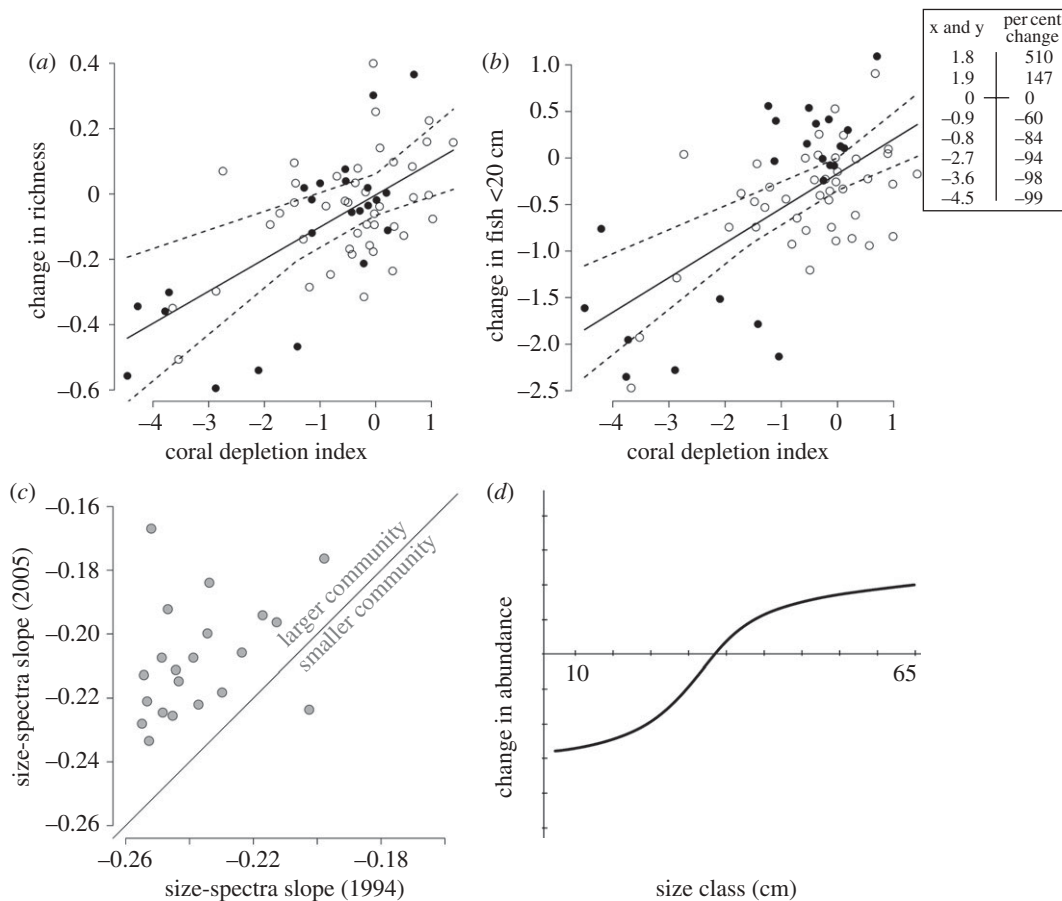 (a)
0.4
0.2
0
–0.2
–0.4
–0.6
change in richness
–4 –3 –2 –1 0 1
coral depletion index
(b)
1.0
0.5
0
–0.5
–1.0
–1.5
–2.0
–2.5
change in fish <20 cm
–4 –3 –2 –1 0 1
coral depletion index
x and y per cent change
1.8 510
1.9 147
0 0
–0.9 –60
–0.8 –84
–2.7 –94
–3.6 –98
–4.5 –99
(c)
–0.16
–0.18
–0.20
–0.22
–0.24
–0.26
size-spectra slope (2005)
larger community
smaller community
–0.26 –0.22 –0.18
size-spectra slope (1994)
(d)
change in abundance
10 65
size class (cm)